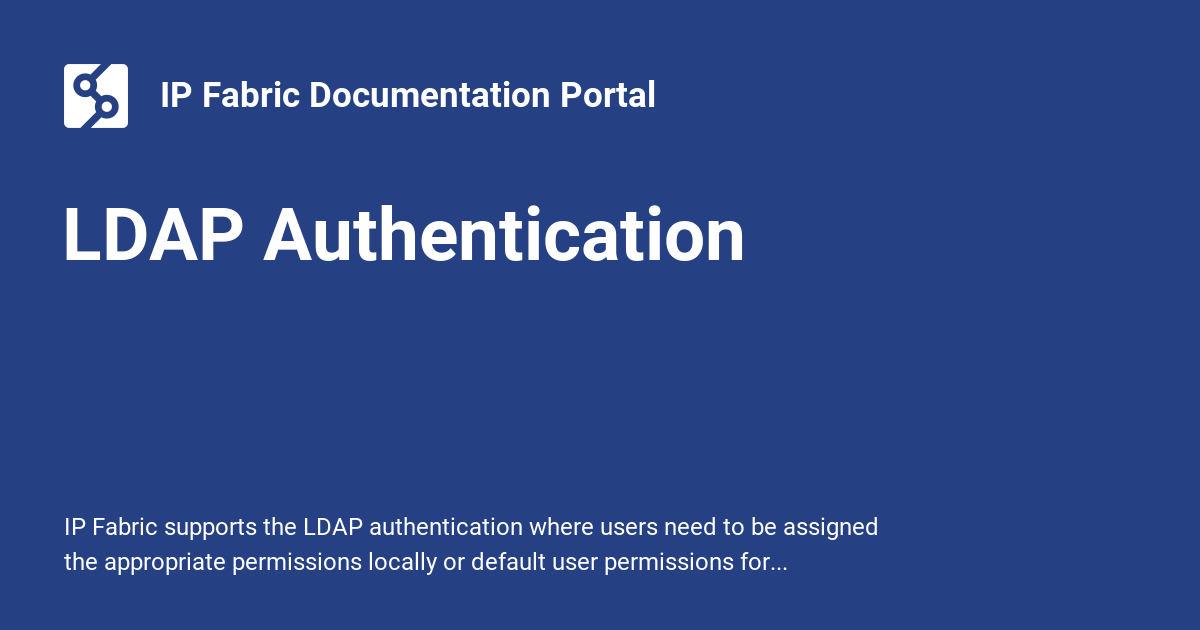 IP Fabric Documentation Portal
LDAP Authentication
IP Fabric supports the LDAP authentication where users need to be assigned
the appropriate permissions locally or default user permissions for...